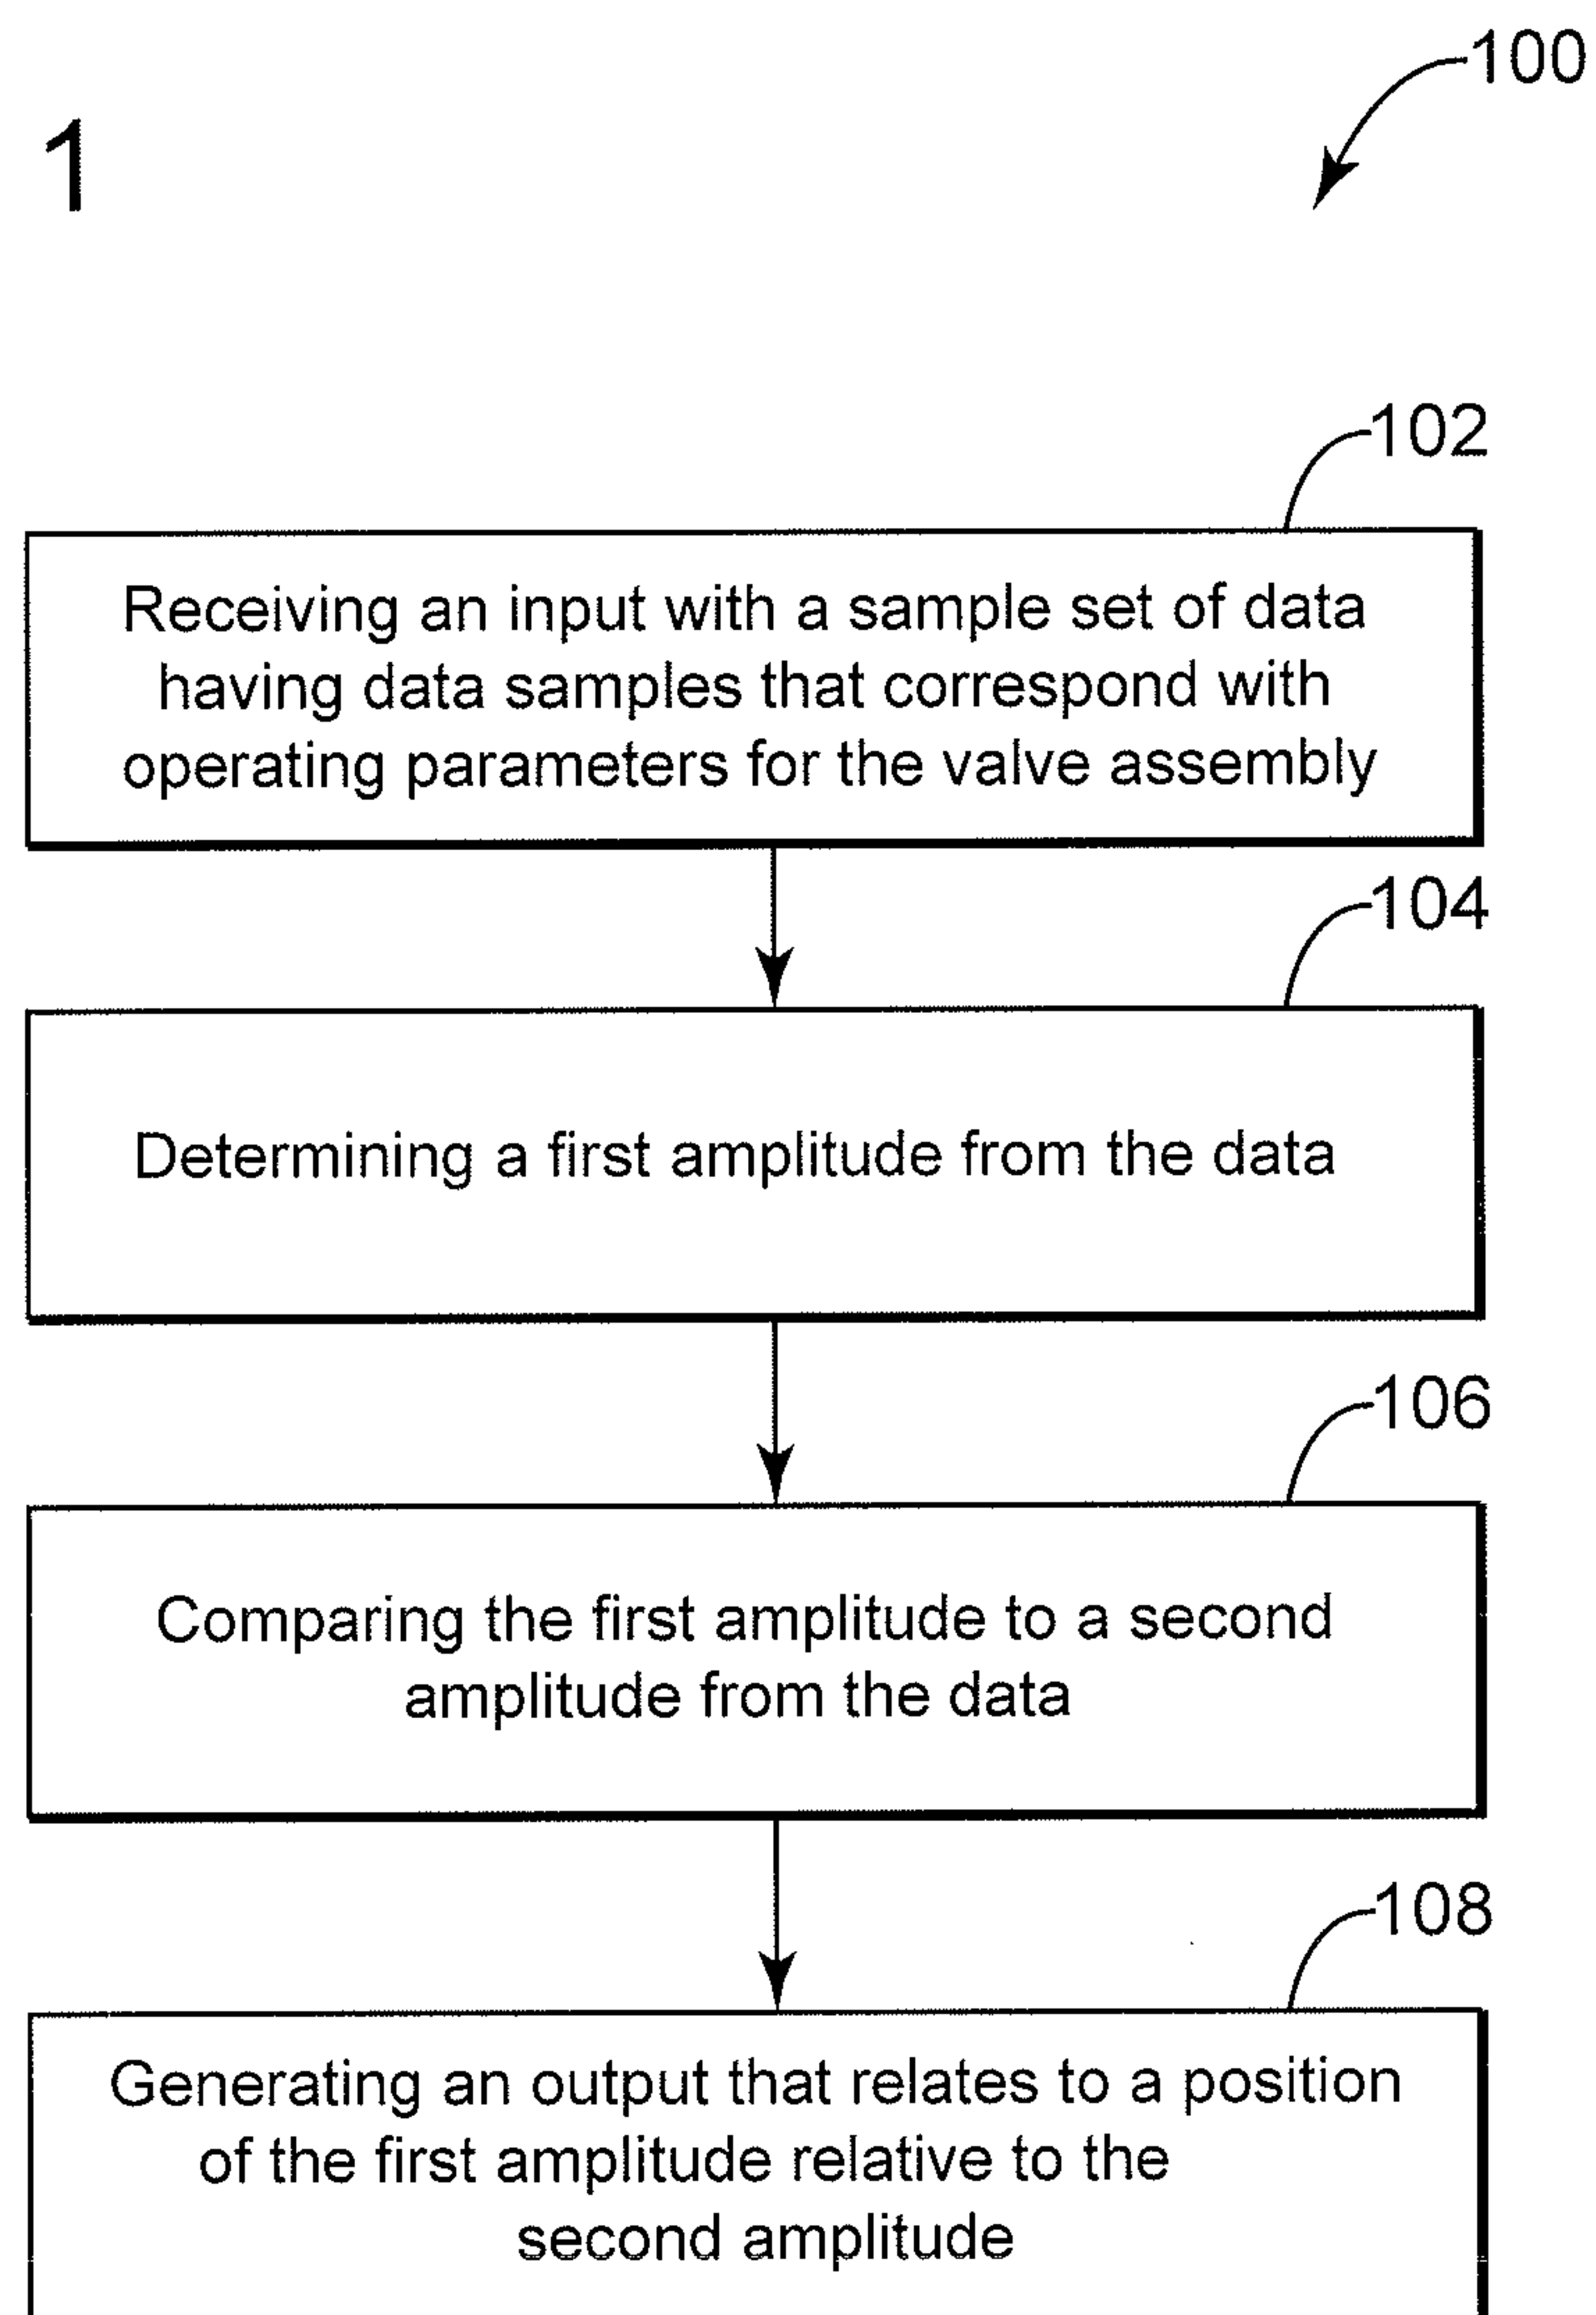 100
1
102
Receiving an input with a sample set of data
having data samples that correspond with
operating parameters for the valve assembly
104
Determining a first amplitude from the data
106
Comparing the first amplitude to a second
amplitude from the data
108
Generating an output that relates to a position
of the first amplitude relative to the
second amplitude